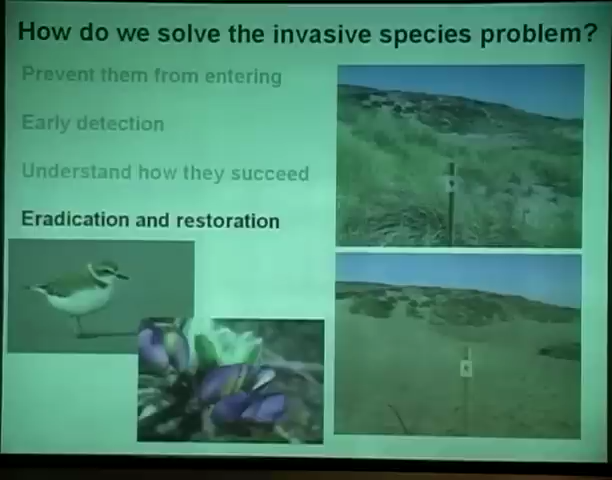 How do we solve the invasive species problem?
Prevent them from entering
Early detection
Understand how they succeed
Eradication and restoration